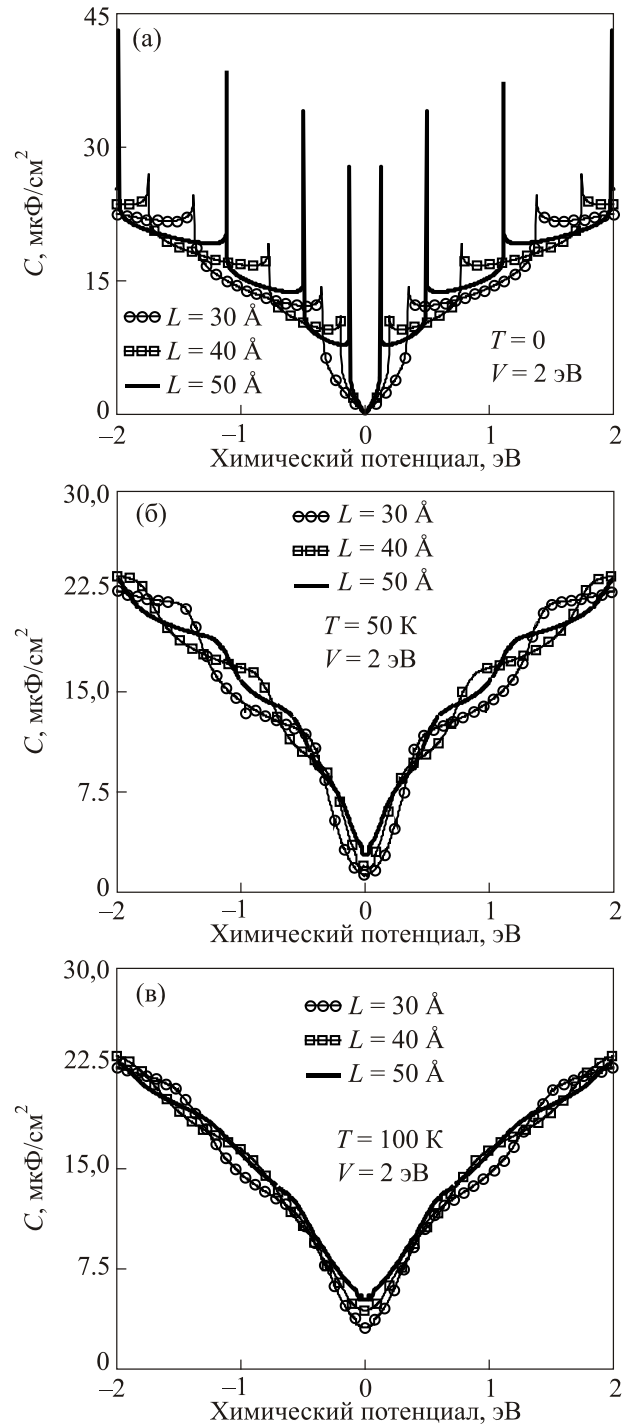 45
(а)
30
15
0
C, мкФ/см²
L = 30 Å
L = 40 Å
L = 50 Å
T = 0
V = 2 эВ
–2 –1 0 1 2
Химический потенциал, эВ
30,0
(б)
22.5
15,0
7.5
0
C, мкФ/см²
L = 30 Å
L = 40 Å
L = 50 Å
T = 50 К
V = 2 эВ
–2 –1 0 1 2
Химический потенциал, эВ
30,0
(в)
22.5
15,0
7.5
0
C, мкФ/см²
L = 30 Å
L = 40 Å
L = 50 Å
T = 100 К
V = 2 эВ
–2 –1 0 1 2
Химический потенциал, эВ